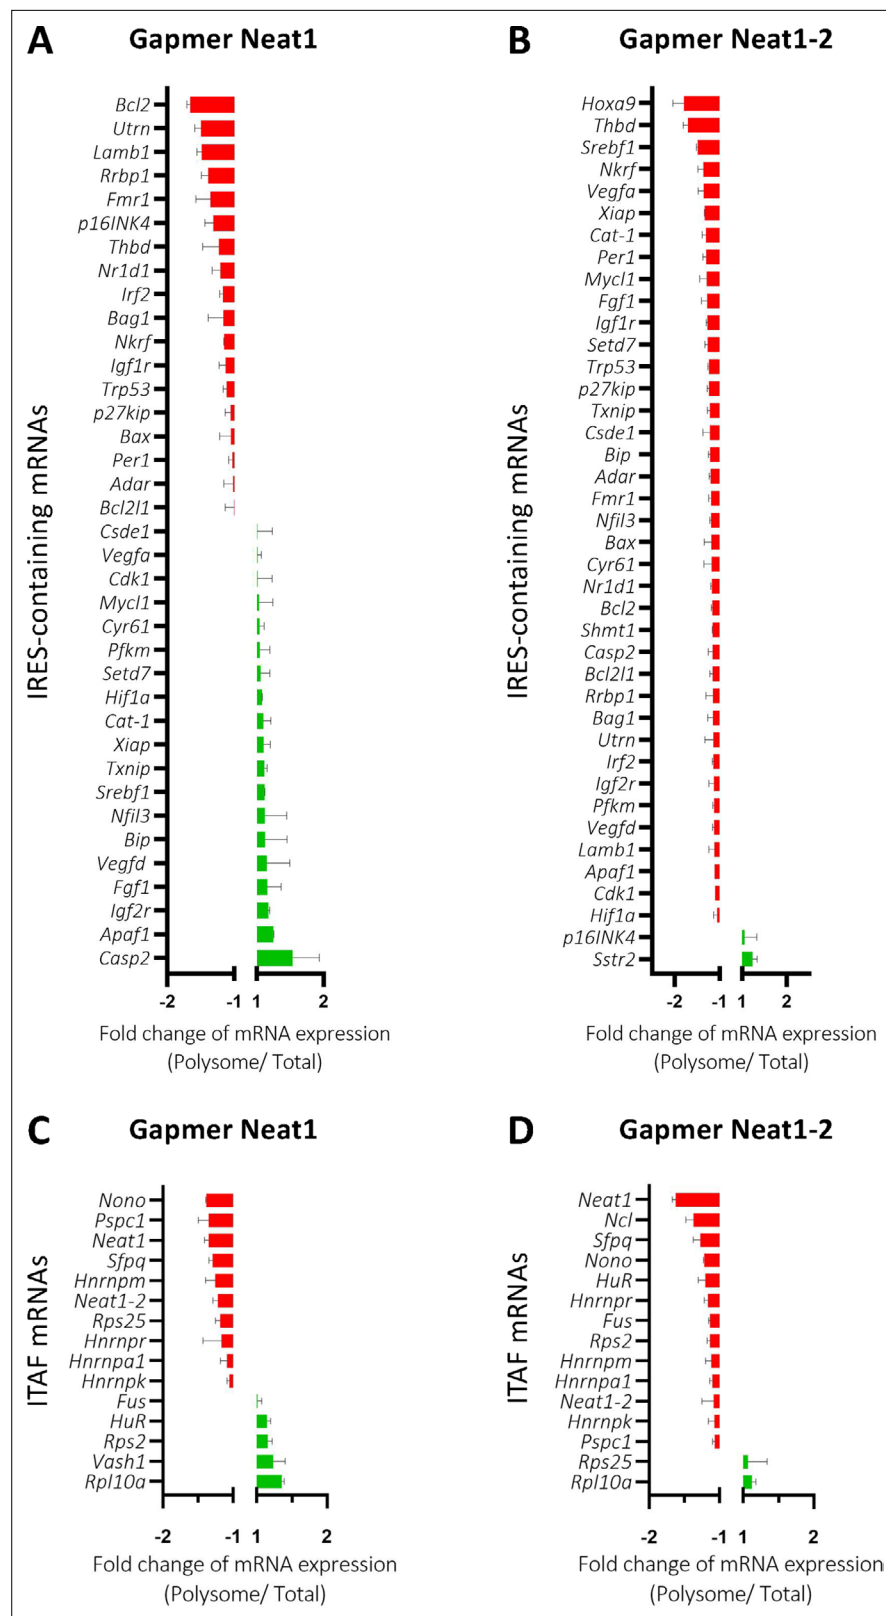 A Gapmer Neat1
IRES-containing mRNAs
Bcl2
Utrn
Lamb1
Rrbp1
Fmr1
p16INK4
Thbd
Nr1d1
Irf2
Bag1
Nkrf
Igf1r
Trp53
p27kip
Bax
Per1
Adar
Bcl2l1
Csde1
Vegfa
Cdk1
Mycl1
Cyr61
Pfkm
Setd7
Hif1a
Cat-1
Xiap
Txnip
Srebf1
Nfil3
Bip
Vegfd
Fgf1
Igf2r
Apaf1
Casp2
-2 -1 1 2
Fold change of mRNA expression
(Polysome/ Total)
B Gapmer Neat1-2
IRES-containing mRNAs
Hoxa9
Thbd
Srebf1
Nkrf
Vegfa
Xiap
Cat-1
Per1
Mycl1
Fgf1
Igf1r
Setd7
Trp53
p27kip
Txnip
Csde1
Bip
Adar
Fmr1
Nfil3
Bax
Cyr61
Nr1d1
Bcl2
Shmt1
Casp2
Bcl2l1
Rrbp1
Bag1
Utrn
Irf2
Igf2r
Pfkm
Vegfd
Lamb1
Apaf1
Cdk1
Hif1a
p16INK4
Sstr2
-2 -1 1 2
Fold change of mRNA expression
(Polysome/ Total)
C Gapmer Neat1
ITAF mRNAs
Nono
Pspc1
Neat1
Sfpq
Hnrnpm
Neat1-2
Rps25
Hnrnpr
Hnrnpa1
Hnrnpk
Fus
HuR
Rps2
Vash1
Rpl10a
-2 -1 1 2
Fold change of mRNA expression
(Polysome/ Total)
D Gapmer Neat1-2
ITAF mRNAs
Neat1
Ncl
Sfpq
Nono
HuR
Hnrnpr
Fus
Rps2
Hnrnpm
Hnrnpa1
Neat1-2
Hnrnpk
Pspc1
Rps25
Rpl10a
-2 -1 1 2
Fold change of mRNA expression
(Polysome/ Total)